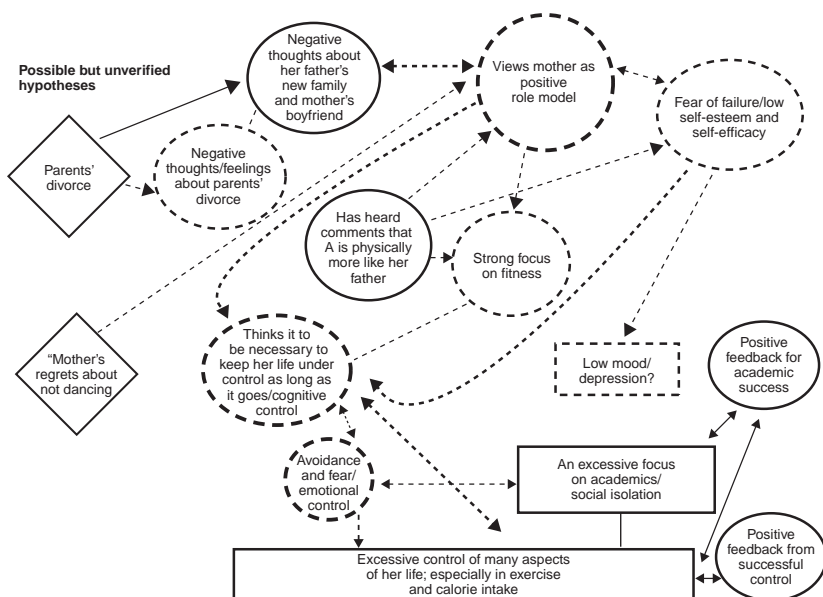 Possible but unverified
hypotheses
Negative
thoughts about
her father's
new family
and mother's
boyfriend
Views mother as
positive
role model
Fear of failure/low
self-esteem and
self-efficacy
Parents'
divorce
Negative
thoughts/feelings
about parents'
divorce
Has heard
comments that
A is physically
more like her
father
Strong focus
on fitness
"Mother's
regrets about
not dancing
Thinks it to
be necessary to
keep her life under
control as long as
it goes/cognitive
control
Low mood/
depression?
Positive
feedback for
academic
success
Avoidance
and fear/
emotional
control
An excessive focus
on academics/
social isolation
Positive
feedback from
successful
control
Excessive control of many aspects
of her life; especially in exercise
and calorie intake